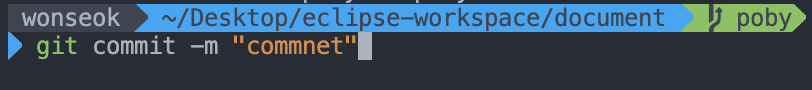 wonseok ~/Desktop/eclipse-workspace/document poby
git commit -m "commnet"